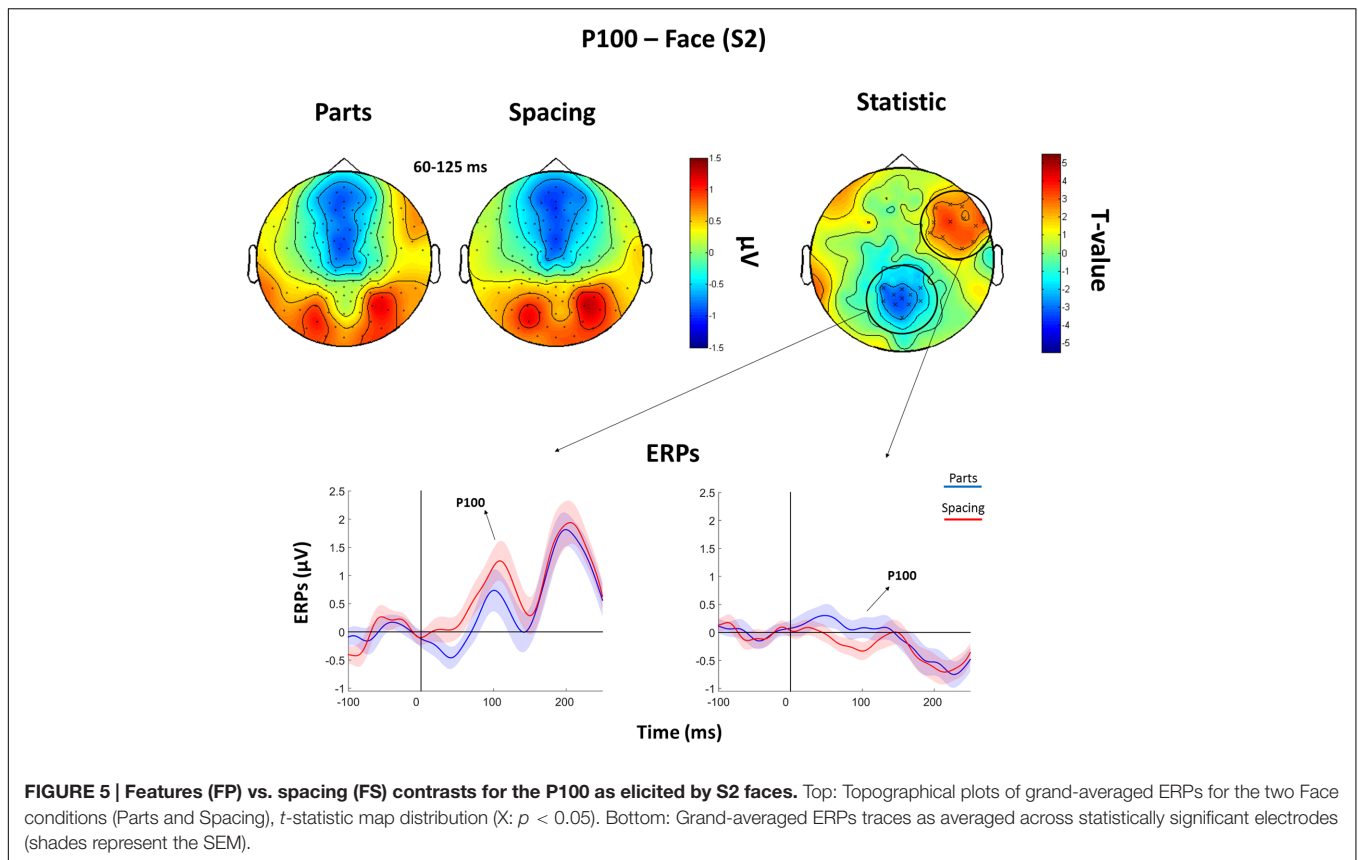 P100 – Face (S2)
Parts
Spacing
Statistic
60-125 ms
1.5
1
0.5
0
-0.5
-1
-1.5
µV
5
4
3
2
1
0
-1
-2
-3
-4
-5
T-value
ERPs
2.5
2
1.5
1
0.5
0
-0.5
-1
ERPs (µV)
P100
-100
0
100
200
2.5
2
1.5
1
0.5
0
-0.5
-1
P100
Parts
Spacing
-100
0
100
200
Time (ms)
FIGURE 5 | Features (FP) vs. spacing (FS) contrasts for the P100 as elicited by S2 faces. Top: Topographical plots of grand-averaged ERPs for the two Face
conditions (Parts and Spacing), t-statistic map distribution (X: p < 0.05). Bottom: Grand-averaged ERPs traces as averaged across statistically significant electrodes
(shades represent the SEM).